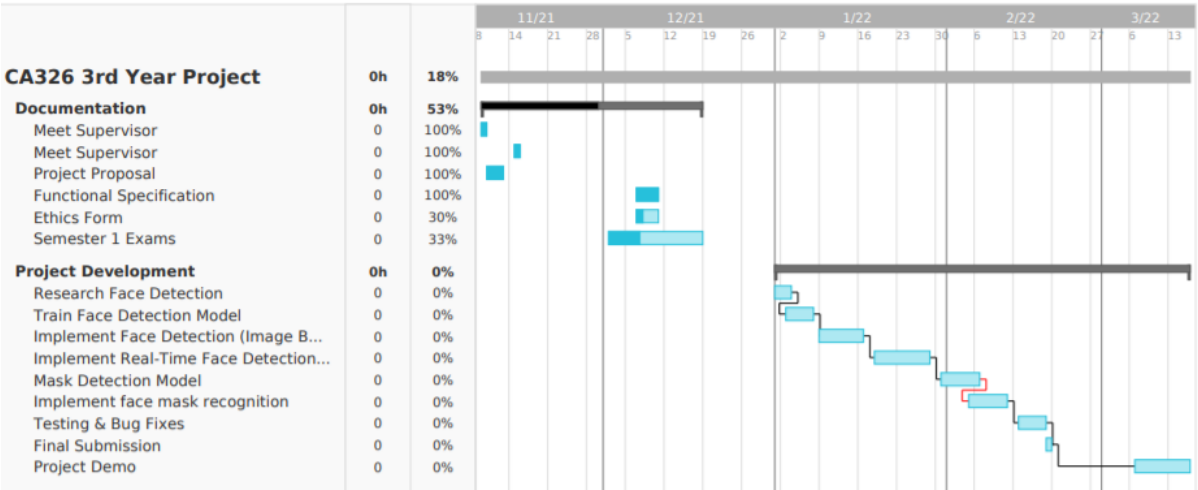 11/21 12/21 1/22 2/22 3/22
8 14 21 28 5 12 19 26 2 9 16 23 30 6 13 20 27 6 13
CA326 3rd Year Project 0h 18%
Documentation 0h 53%
Meet Supervisor 0 100%
Meet Supervisor 0 100%
Project Proposal 0 100%
Functional Specification 0 100%
Ethics Form 0 30%
Semester 1 Exams 0 33%
Project Development 0h 0%
Research Face Detection 0 0%
Train Face Detection Model 0 0%
Implement Face Detection (Image B... 0 0%
Implement Real-Time Face Detection... 0 0%
Mask Detection Model 0 0%
Implement face mask recognition 0 0%
Testing & Bug Fixes 0 0%
Final Submission 0 0%
Project Demo 0 0%